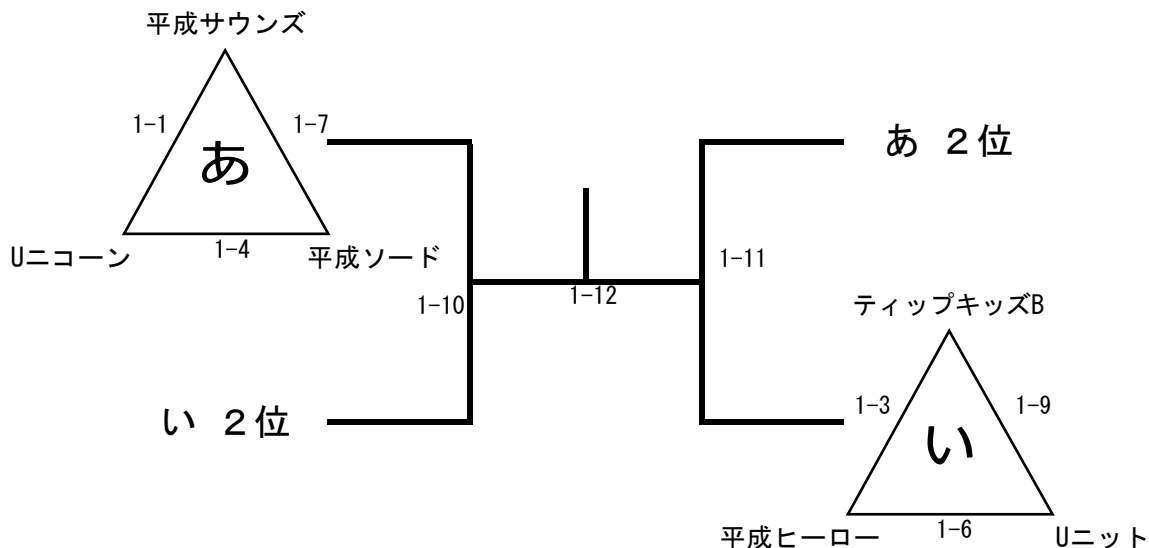 平成サウンズ
1-1
1-7
あ
Uニコーン
1-4
平成ソード
1-10
い 2位
1-12
あ 2位
1-11
ティップキッズB
1-3
1-9
い
平成ヒーロー
1-6
Uニット